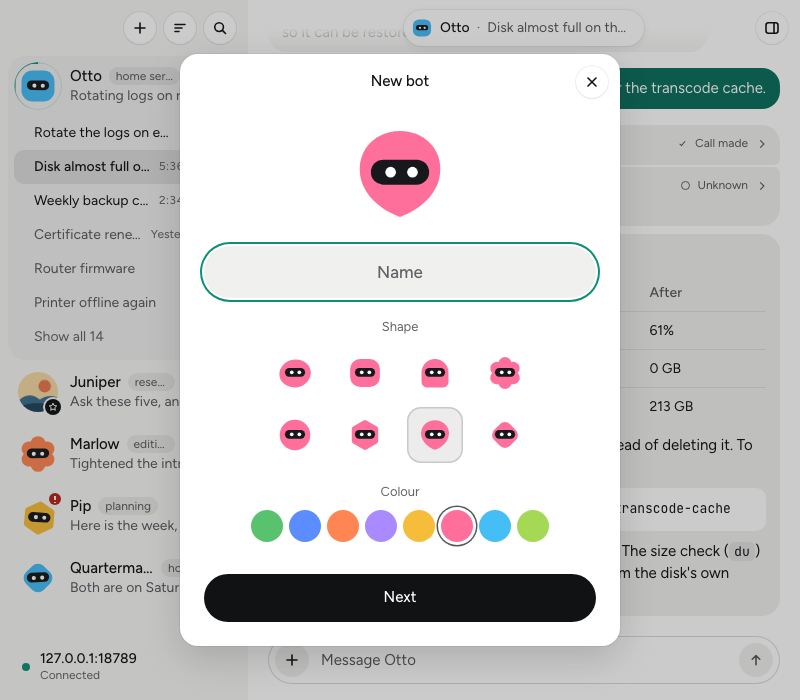 so it can be restor
Otto · Disk almost full on th...
Otto
home ser...
Rotating logs on r
the transcode cache.
Rotate the logs on e...
Disk almost full o...
5:36
Weekly backup c...
2:34
Certificate rene...
Yeste
Router firmware
Printer offline again
Show all 14
Juniper
rese...
Ask these five, an
Marlow
editi...
Tightened the intr
Pip
planning
Here is the week,
Quarterma...
ho
Both are on Satur
127.0.0.1:18789
Connected
New bot
Name
Shape
Colour
Next
Call made
Unknown
After
61%
0 GB
213 GB
ead of deleting it. To
transcode-cache
The size check ( du )
m the disk's own
Message Otto